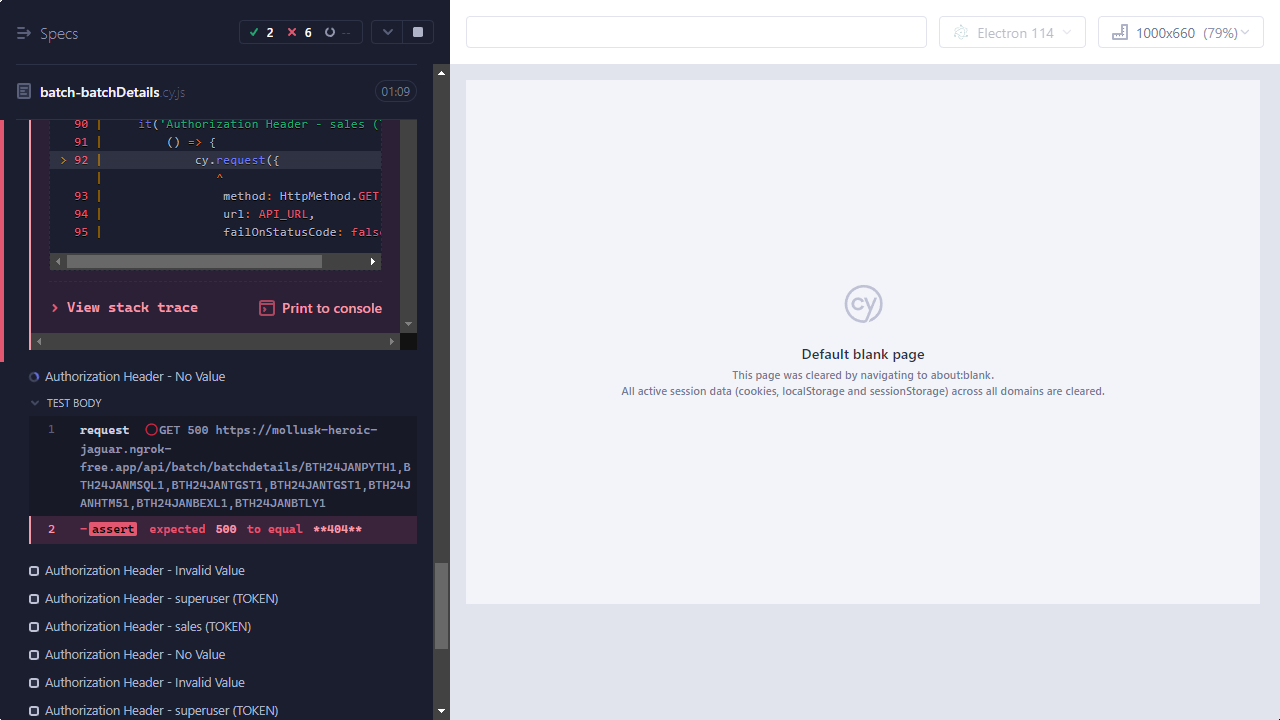 Specs
2
6
--
Electron 114
1000x660 (79%)
batch-batchDetails.cy.js
01:09
90 | it('Authorization Header - sales (
91 | () => {
> 92 | cy.request({
| ^
93 | method: HttpMethod.GET
94 | url: API_URL,
95 | failOnStatusCode: false
> View stack trace
Print to console
Authorization Header - No Value
TEST BODY
1 request GET 500 https://mollusk-heroic-
jaguar.ngrok-
free.app/api/batch/batchdetails/BTH24JANPYTH1,B
TH24JANMSQL1,BTH24JANTGST1,BTH24JANTGST1,BTH24J
ANHTM51,BTH24JANBEXL1,BTH24JANBTLY1
2 -assert expected 500 to equal **404**
Authorization Header - Invalid Value
Authorization Header - superuser (TOKEN)
Authorization Header - sales (TOKEN)
Authorization Header - No Value
Authorization Header - Invalid Value
Authorization Header - superuser (TOKEN)
cy
Default blank page
This page was cleared by navigating to about:blank.
All active session data (cookies, localStorage and sessionStorage) across all domains are cleared.